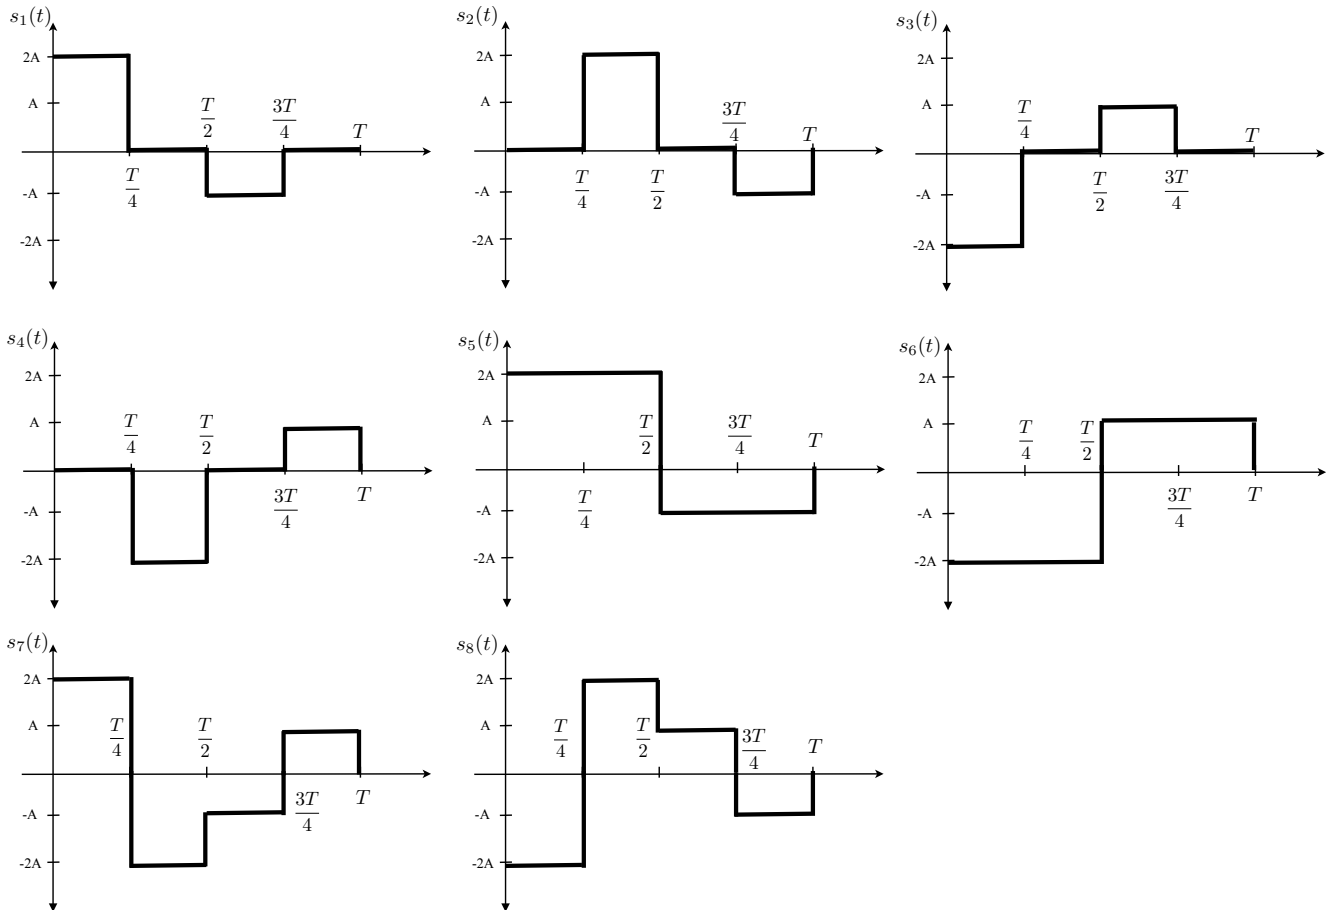 s₁(t)
2A
A
-A
-2A
T/4
T/2
3T/4
T
s₂(t)
2A
A
-A
-2A
T/4
T/2
3T/4
T
s₃(t)
2A
A
-A
-2A
T/4
T/2
3T/4
T
s₄(t)
2A
A
-A
-2A
T/4
T/2
3T/4
T
s₅(t)
2A
A
-A
-2A
T/4
T/2
3T/4
T
s₆(t)
2A
A
-A
-2A
T/4
T/2
3T/4
T
s₇(t)
2A
A
-A
-2A
T/4
T/2
3T/4
T
s₈(t)
2A
A
-A
-2A
T/4
T/2
3T/4
T